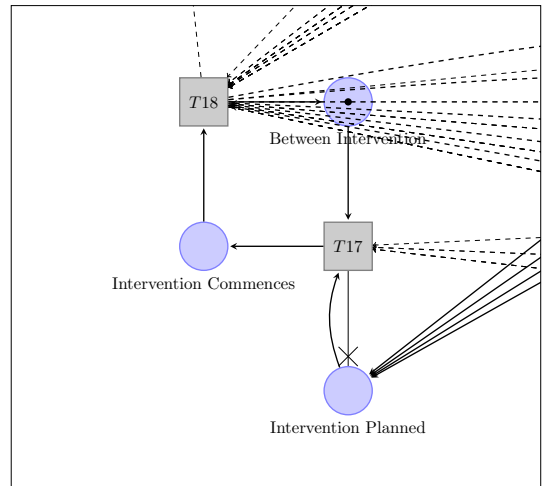 T18
Between Intervention
T17
Intervention Commences
Intervention Planned